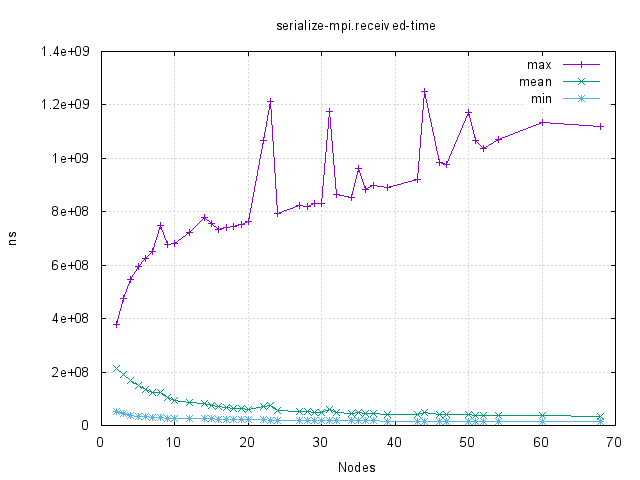 serialize-mpi.received-time
max
mean
min
1.4e+09
1.2e+09
1e+09
8e+08
6e+08
4e+08
2e+08
0
ns
0 10 20 30 40 50 60 70
Nodes